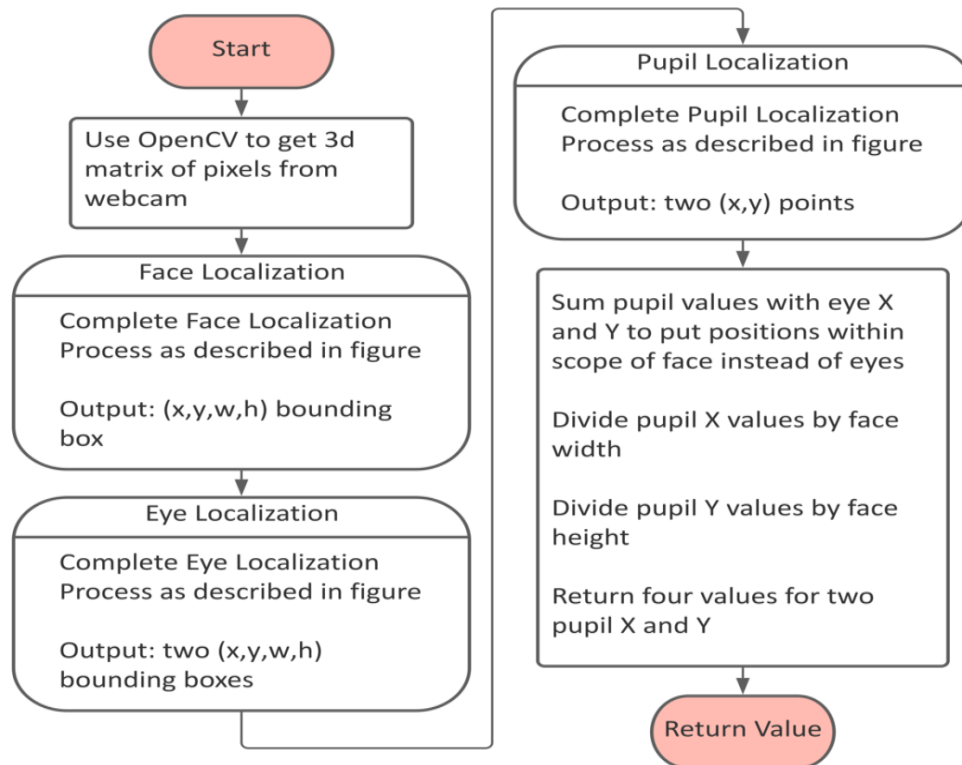 Start
Use OpenCV to get 3d
matrix of pixels from
webcam
Face Localization
Complete Face Localization
Process as described in figure
Output: (x,y,w,h) bounding
box
Eye Localization
Complete Eye Localization
Process as described in figure
Output: two (x,y,w,h)
bounding boxes
Pupil Localization
Complete Pupil Localization
Process as described in figure
Output: two (x,y) points
Sum pupil values with eye X
and Y to put positions within
scope of face instead of eyes
Divide pupil X values by face
width
Divide pupil Y values by face
height
Return four values for two
pupil X and Y
Return Value